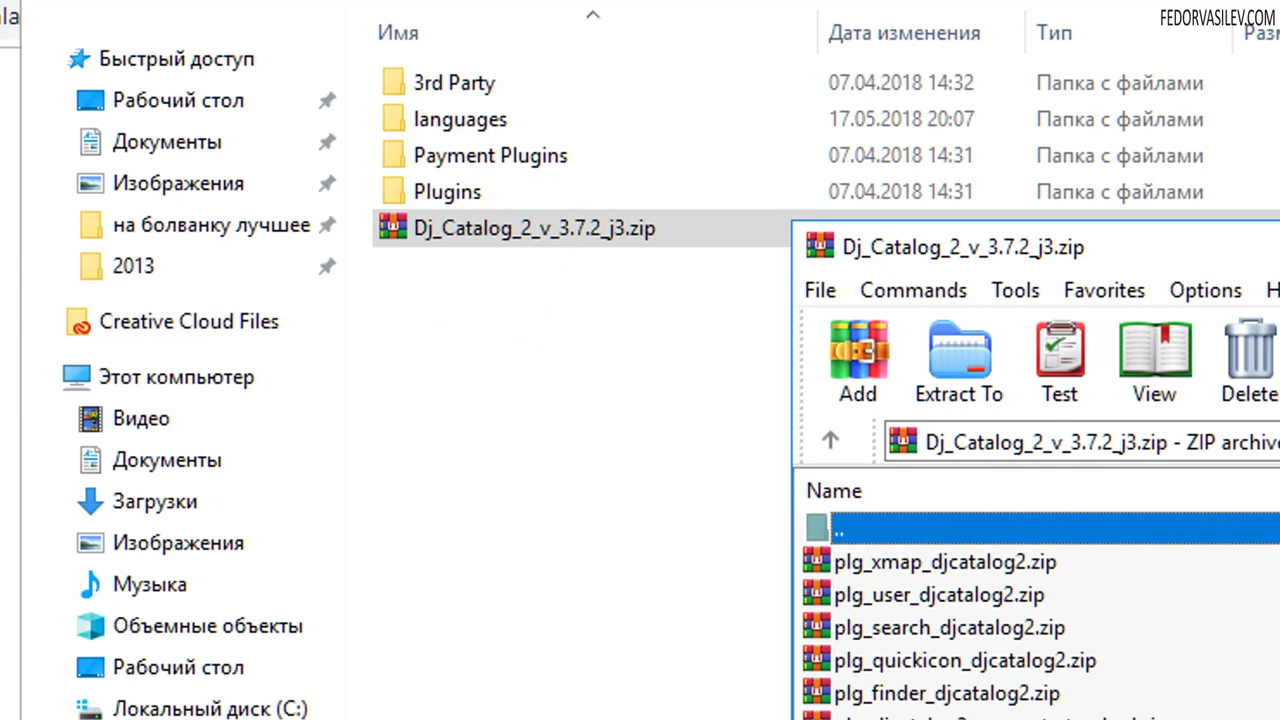 FEDORVASILEV.COM
Имя
Дата изменения
Тип
Быстрый доступ
Рабочий стол
Документы
Изображения
на болванку лучшее
2013
Creative Cloud Files
Этот компьютер
Видео
Документы
Загрузки
Изображения
Музыка
Объемные объекты
Рабочий стол
Локальный диск (C:)
3rd Party 07.04.2018 14:32 Папка с файлами
languages 17.05.2018 20:07 Папка с файлами
Payment Plugins 07.04.2018 14:31 Папка с файлами
Plugins 07.04.2018 14:31 Папка с файлами
Dj_Catalog_2_v_3.7.2_j3.zip
Dj_Catalog_2_v_3.7.2_j3.zip
File Commands Tools Favorites Options
Add Extract To Test View Delete
Dj_Catalog_2_v_3.7.2_j3.zip - ZIP archive
Name
..
plg_xmap_djcatalog2.zip
plg_user_djcatalog2.zip
plg_search_djcatalog2.zip
plg_quickicon_djcatalog2.zip
plg_finder_djcatalog2.zip